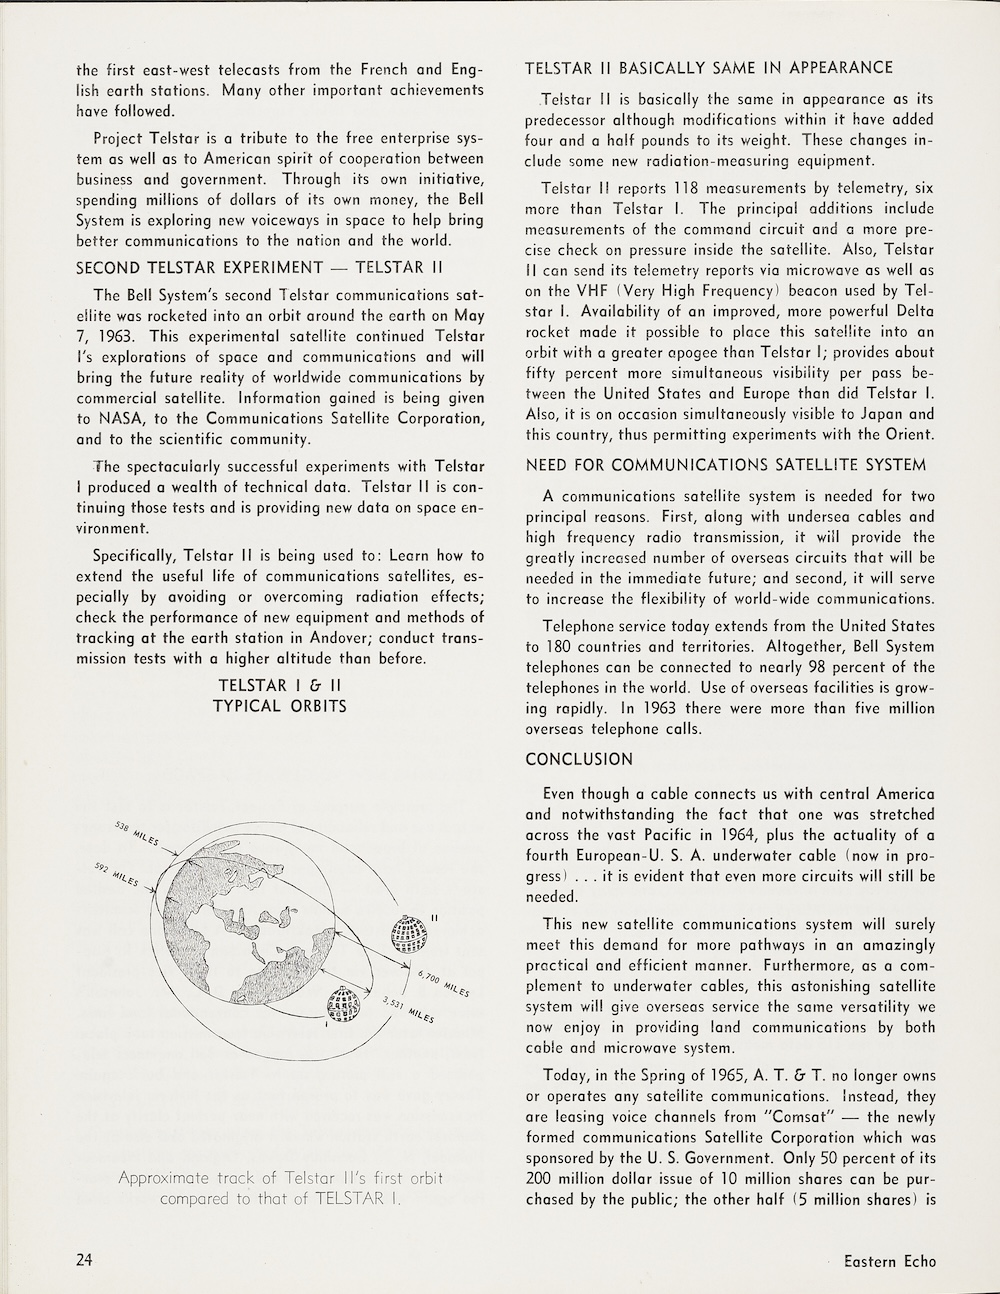 the first east-west telecasts from the French and Eng-
lish earth stations. Many other important achievements
have followed.
Project Telstar is a tribute to the free enterprise sys-
tem as well as to American spirit of cooperation between
business and government. Through its own initiative,
spending millions of dollars of its own money, the Bell
System is exploring new voiceways in space to help bring
better communications to the nation and the world.
SECOND TELSTAR EXPERIMENT — TELSTAR II
The Bell System's second Telstar communications sat-
ellite was rocketed into an orbit around the earth on May
7, 1963. This experimental satellite continued Telstar
I's explorations of space and communications and will
bring the future reality of worldwide communications by
commercial satellite. Information gained is being given
to NASA, to the Communications Satellite Corporation,
and to the scientific community.
The spectacularly successful experiments with Telstar
I produced a wealth of technical data. Telstar II is con-
tinuing those tests and is providing new data on space en-
vironment.
Specifically, Telstar II is being used to: Learn how to
extend the useful life of communications satellites, es-
pecially by avoiding or overcoming radiation effects;
check the performance of new equipment and methods of
tracking at the earth station in Andover; conduct trans-
mission tests with a higher altitude than before.
TELSTAR I & II
TYPICAL ORBITS
538 MILES
592 MILES
II
6,700 MILES
3,531 MILES
I
Approximate track of Telstar II's first orbit
compared to that of TELSTAR I.
TELSTAR II BASICALLY SAME IN APPEARANCE
Telstar II is basically the same in appearance as its
predecessor although modifications within it have added
four and a half pounds to its weight. These changes in-
clude some new radiation-measuring equipment.
Telstar II reports 118 measurements by telemetry, six
more than Telstar I. The principal additions include
measurements of the command circuit and a more pre-
cise check on pressure inside the satellite. Also, Telstar
II can send its telemetry reports via microwave as well as
on the VHF (Very High Frequency) beacon used by Tel-
star I. Availability of an improved, more powerful Delta
rocket made it possible to place this satellite into an
orbit with a greater apogee than Telstar I; provides about
fifty percent more simultaneous visibility per pass be-
tween the United States and Europe than did Telstar I.
Also, it is on occasion simultaneously visible to Japan and
this country, thus permitting experiments with the Orient.
NEED FOR COMMUNICATIONS SATELLITE SYSTEM
A communications satellite system is needed for two
principal reasons. First, along with undersea cables and
high frequency radio transmission, it will provide the
greatly increased number of overseas circuits that will be
needed in the immediate future; and second, it will serve
to increase the flexibility of world-wide communications.
Telephone service today extends from the United States
to 180 countries and territories. Altogether, Bell System
telephones can be connected to nearly 98 percent of the
telephones in the world. Use of overseas facilities is grow-
ing rapidly. In 1963 there were more than five million
overseas telephone calls.
CONCLUSION
Even though a cable connects us with central America
and notwithstanding the fact that one was stretched
across the vast Pacific in 1964, plus the actuality of a
fourth European-U. S. A. underwater cable (now in pro-
gress) . . . it is evident that even more circuits will still be
needed.
This new satellite communications system will surely
meet this demand for more pathways in an amazingly
practical and efficient manner. Furthermore, as a com-
plement to underwater cables, this astonishing satellite
system will give overseas service the same versatility we
now enjoy in providing land communications by both
cable and microwave system.
Today, in the Spring of 1965, A. T. & T. no longer owns
or operates any satellite communications. Instead, they
are leasing voice channels from "Comsat" — the newly
formed communications Satellite Corporation which was
sponsored by the U. S. Government. Only 50 percent of its
200 million dollar issue of 10 million shares can be pur-
chased by the public; the other half (5 million shares) is
24
Eastern Echo